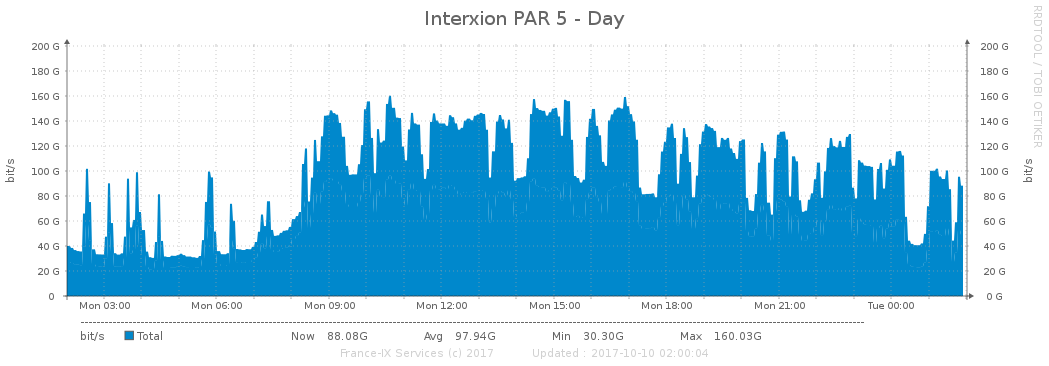 Interxion PAR 5 - Day
RRDTOOL / TOBI OETIKER
bit/s
200 G
180 G
160 G
140 G
120 G
100 G
80 G
60 G
40 G
20 G
0
200 G
180 G
160 G
140 G
120 G
100 G
80 G
60 G
40 G
20 G
0 G
bit/s
Mon 03:00 Mon 06:00 Mon 09:00 Mon 12:00 Mon 15:00 Mon 18:00 Mon 21:00 Tue 00:00
bit/s Total Now 88.08G Avg 97.94G Min 30.30G Max 160.03G
France-IX Services (c) 2017 Updated : 2017-10-10 02:00:04